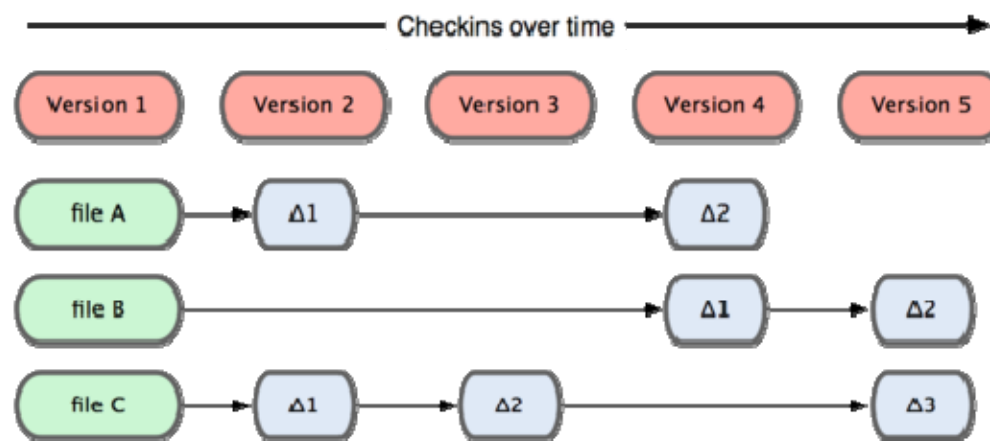 Checkins over time
Version 1 Version 2 Version 3 Version 4 Version 5
file A Δ1 Δ2
file B Δ1 Δ2
file C Δ1 Δ2 Δ3